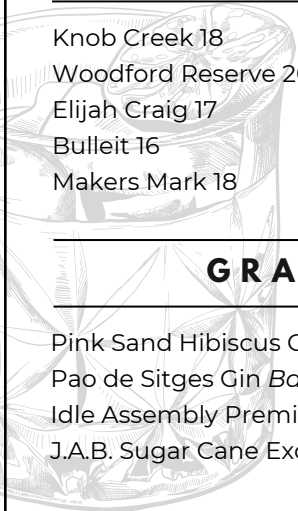 Knob Creek 18
Woodford Reserve
Elijah Craig 17
Bulleit 16
Makers Mark 18
GRA
Pink Sand Hibiscus
Pao de Sitges Gin
Idle Assembly
J.A.B. Sugar Cane